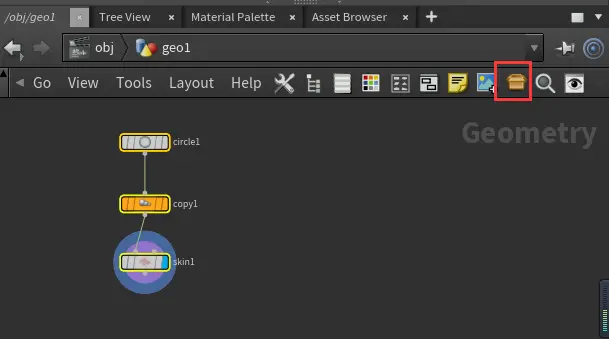 /obj/geo1 Tree View Material Palette Asset Browser
obj geo1
Go View Tools Layout Help
Geometry
circle1
copy1
skin1